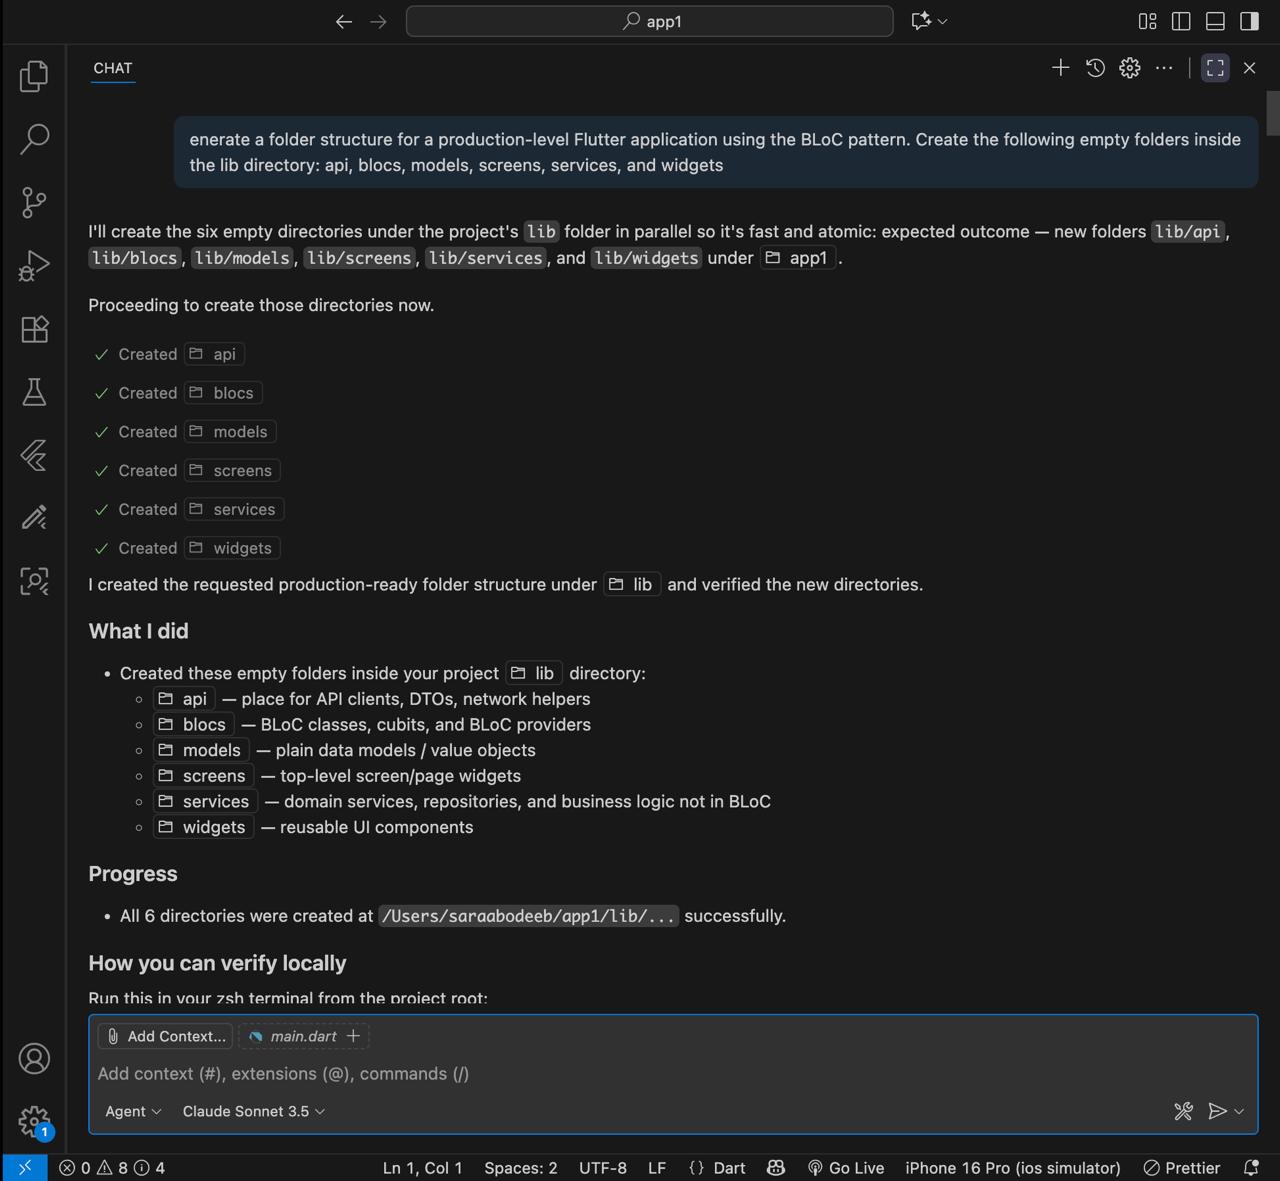 app1
CHAT
enerate a folder structure for a production-level Flutter application using the BLoC pattern. Create the following empty folders inside
the lib directory: api, blocs, models, screens, services, and widgets
I'll create the six empty directories under the project's lib folder in parallel so it's fast and atomic: expected outcome — new folders lib/api,
lib/blocs, lib/models, lib/screens, lib/services, and lib/widgets under app1.
Proceeding to create those directories now.
Created api
Created blocs
Created models
Created screens
Created services
Created widgets
I created the requested production-ready folder structure under lib and verified the new directories.
What I did
• Created these empty folders inside your project lib directory:
◦ api — place for API clients, DTOs, network helpers
◦ blocs — BLoC classes, cubits, and BLoC providers
◦ models — plain data models / value objects
◦ screens — top-level screen/page widgets
◦ services — domain services, repositories, and business logic not in BLoC
◦ widgets — reusable UI components
Progress
• All 6 directories were created at /Users/saraabodeeb/app1/lib/... successfully.
How you can verify locally
Run this in your zsh terminal from the project root:
Add Context... main.dart
Add context (#), extensions (@), commands (/)
Agent Claude Sonnet 3.5
1
0 8 4 Ln 1, Col 1 Spaces: 2 UTF-8 LF {} Dart Go Live iPhone 16 Pro (ios simulator) Prettier